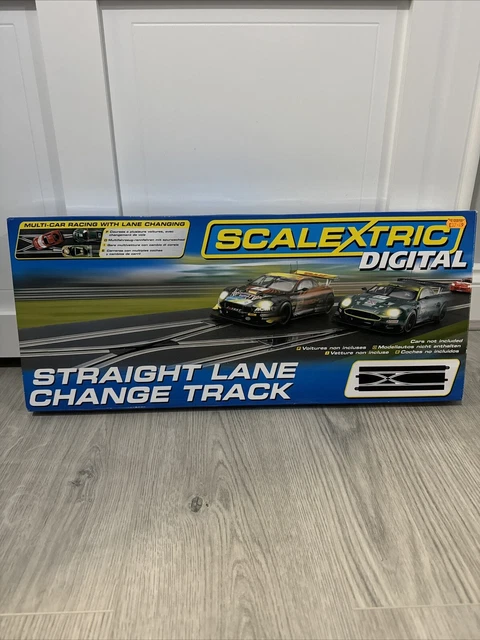 MULTI-CAR RACING WITH LANE CHANGING
SCALEXTRIC
DIGITAL
Cars not included
Voitures non incluses
Modellautos nicht enthalten
Vetture non incluse
Coches no incluidos
STRAIGHT LANE
CHANGE TRACK